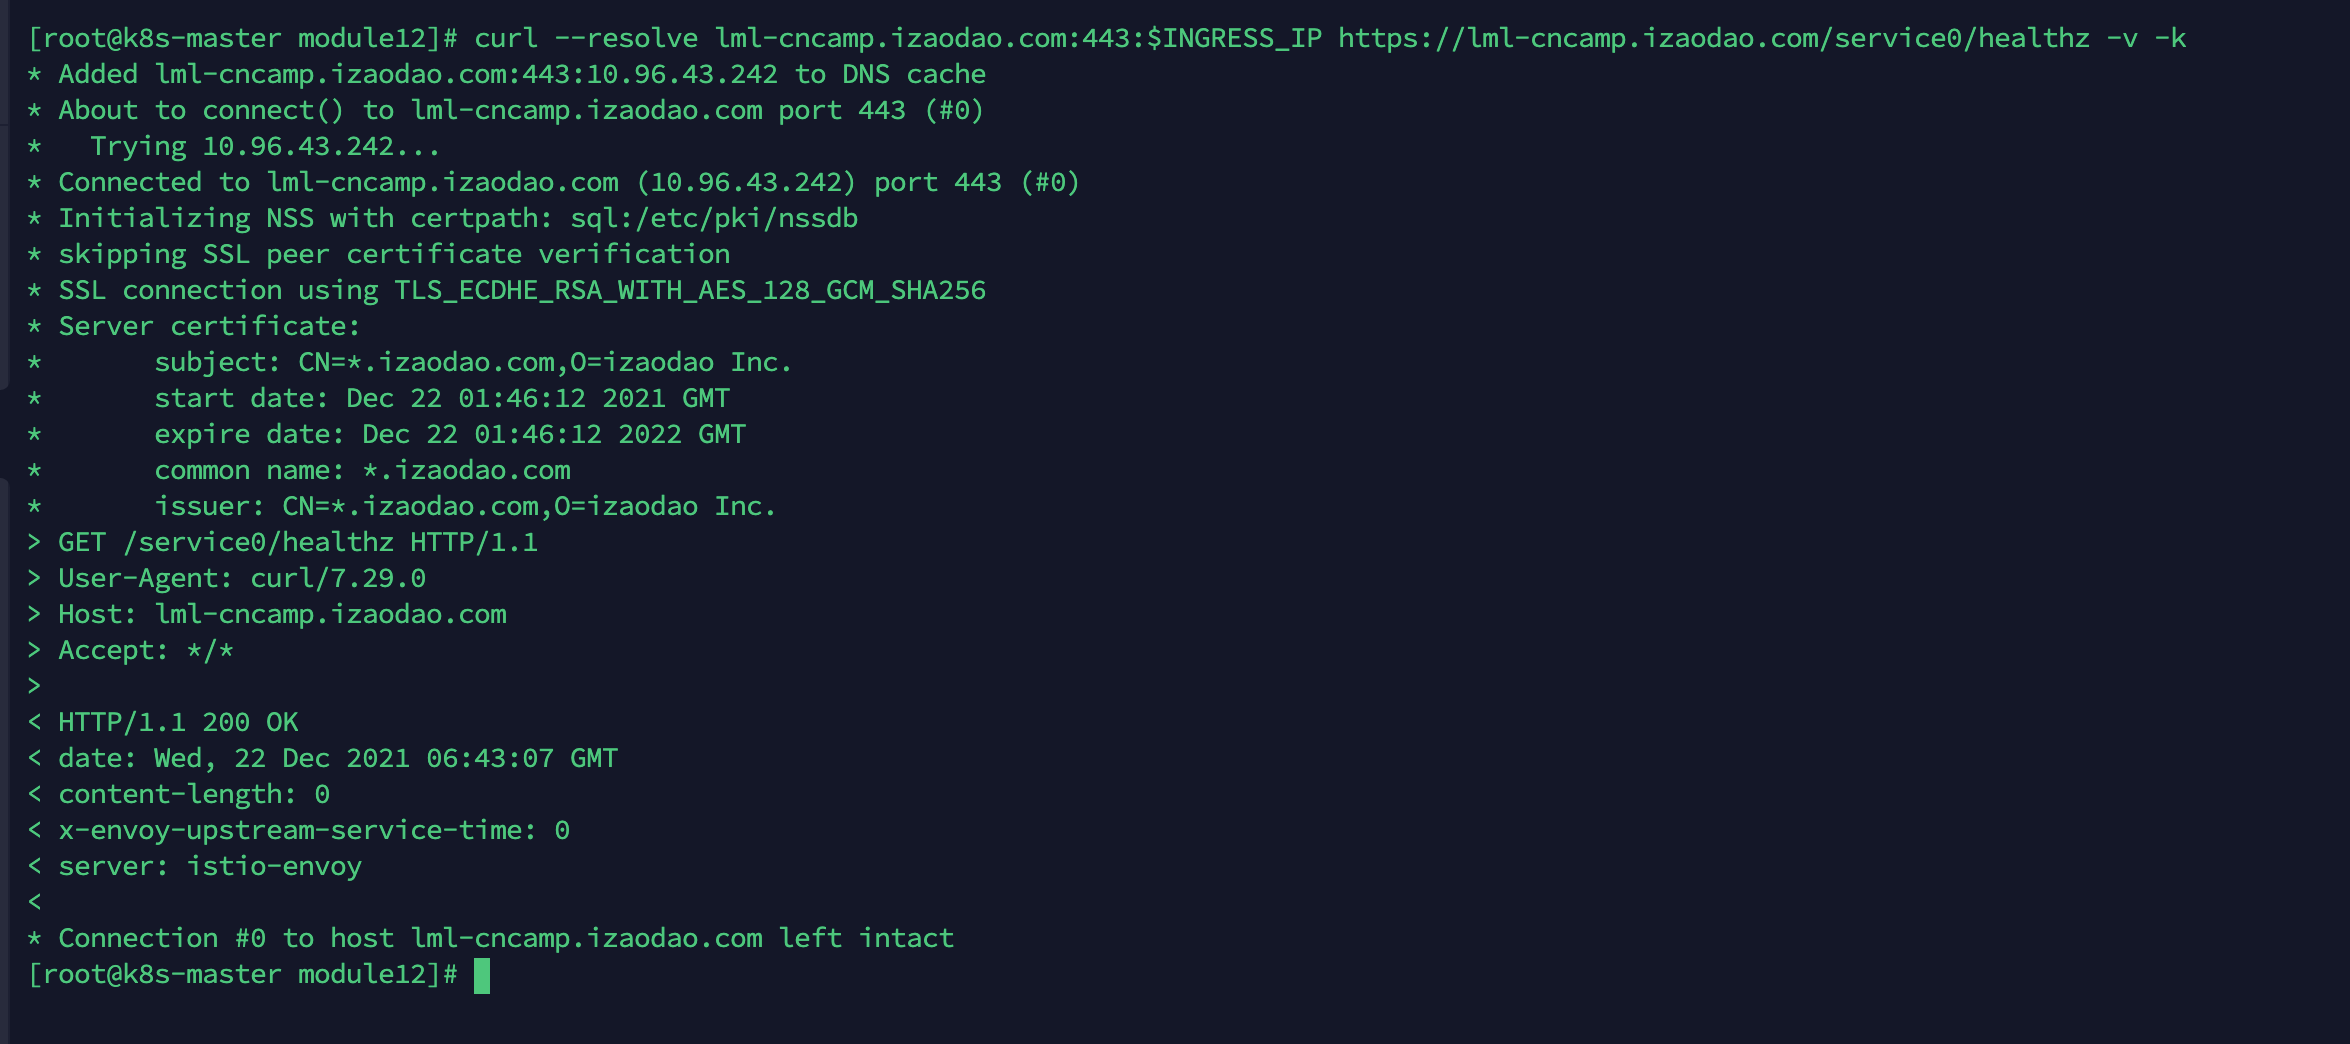 [root@k8s-master module12]# curl --resolve lml-cncamp.izaodao.com:443:$INGRESS_IP https://lml-cncamp.izaodao.com/service0/healthz -v -k
* Added lml-cncamp.izaodao.com:443:10.96.43.242 to DNS cache
* About to connect() to lml-cncamp.izaodao.com port 443 (#0)
*   Trying 10.96.43.242...
* Connected to lml-cncamp.izaodao.com (10.96.43.242) port 443 (#0)
* Initializing NSS with certpath: sql:/etc/pki/nssdb
* skipping SSL peer certificate verification
* SSL connection using TLS_ECDHE_RSA_WITH_AES_128_GCM_SHA256
* Server certificate:
*       subject: CN=*.izaodao.com,O=izaodao Inc.
*       start date: Dec 22 01:46:12 2021 GMT
*       expire date: Dec 22 01:46:12 2022 GMT
*       common name: *.izaodao.com
*       issuer: CN=*.izaodao.com,O=izaodao Inc.
> GET /service0/healthz HTTP/1.1
> User-Agent: curl/7.29.0
> Host: lml-cncamp.izaodao.com
> Accept: */*
>
< HTTP/1.1 200 OK
< date: Wed, 22 Dec 2021 06:43:07 GMT
< content-length: 0
< x-envoy-upstream-service-time: 0
< server: istio-envoy
<
* Connection #0 to host lml-cncamp.izaodao.com left intact
[root@k8s-master module12]#